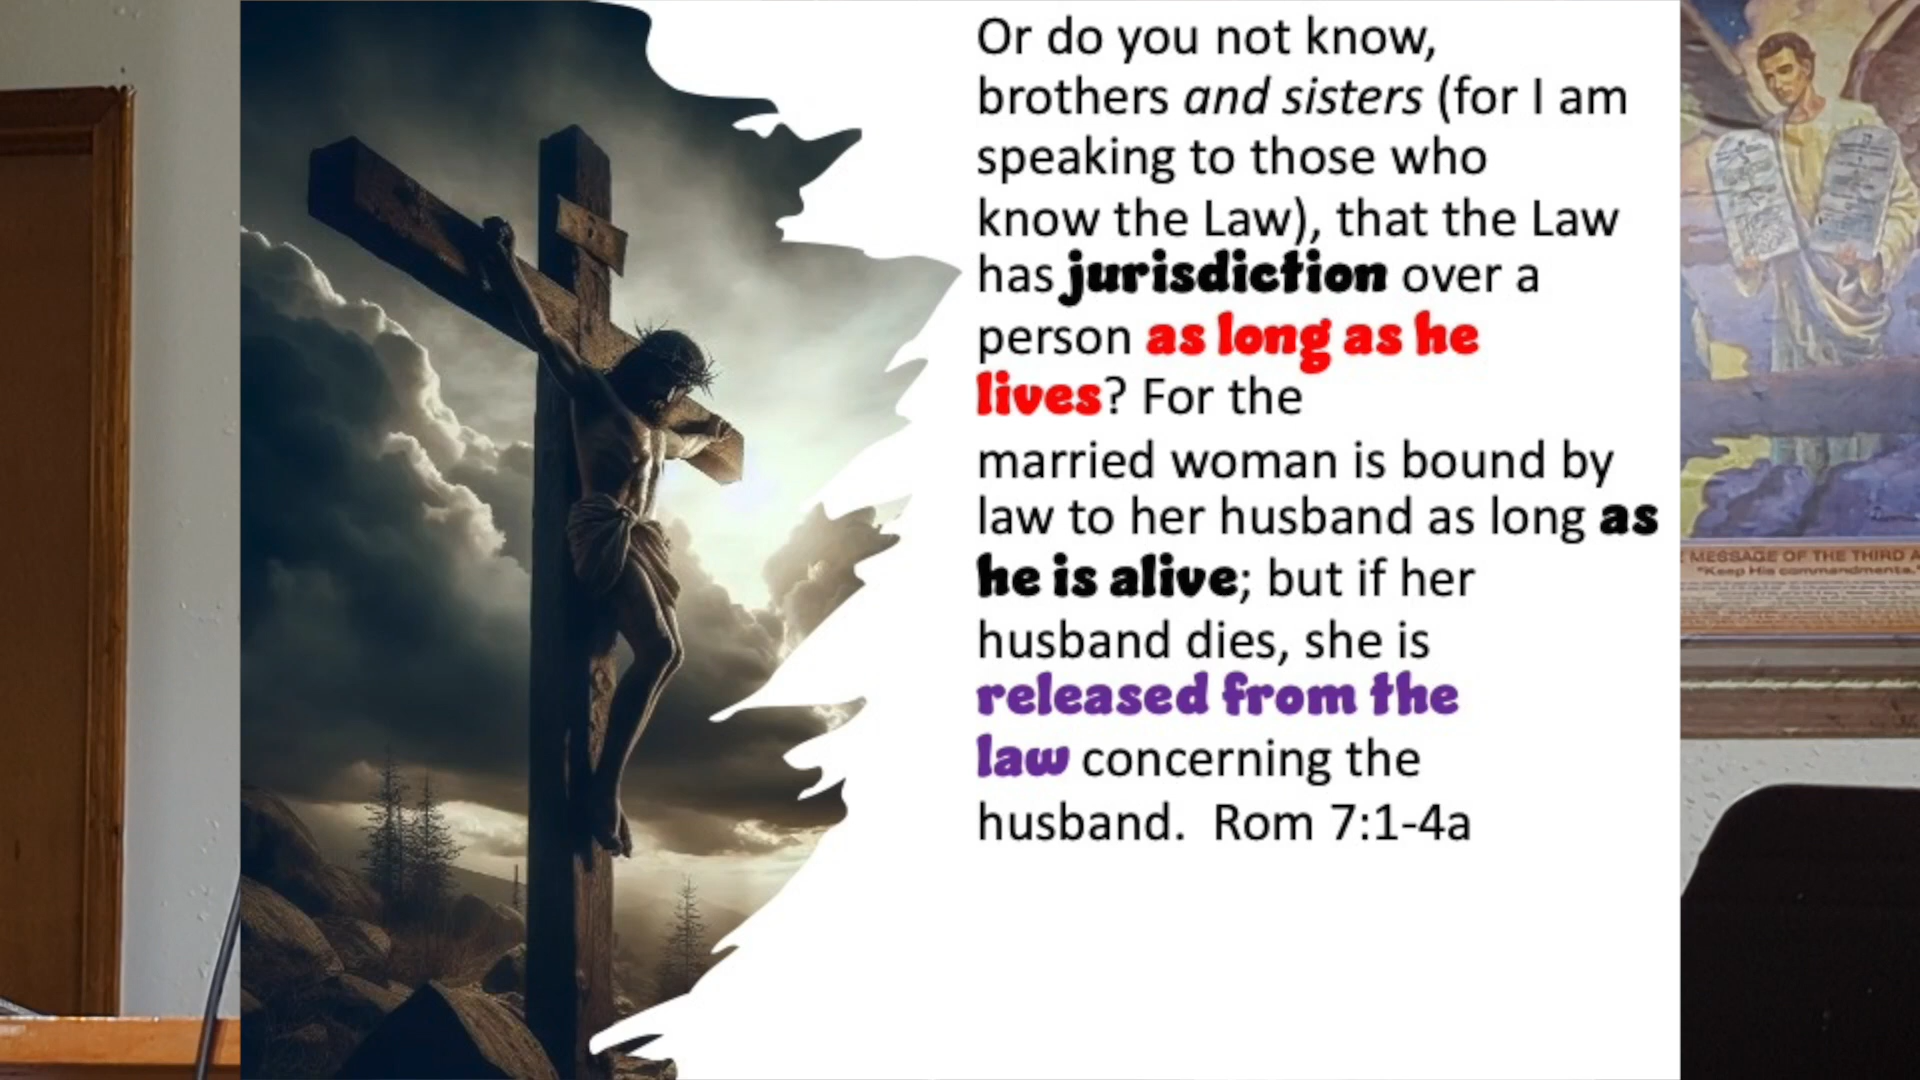 Or do you not know,
brothers and sisters (for I am
speaking to those who
know the Law), that the Law
has jurisdiction over a
person as long as he
lives? For the
married woman is bound by
law to her husband as long as
he is alive; but if her
husband dies, she is
released from the
law concerning the
husband. Rom 7:1-4a
MESSAGE OF THE THIRD A
"Keep His commandments."